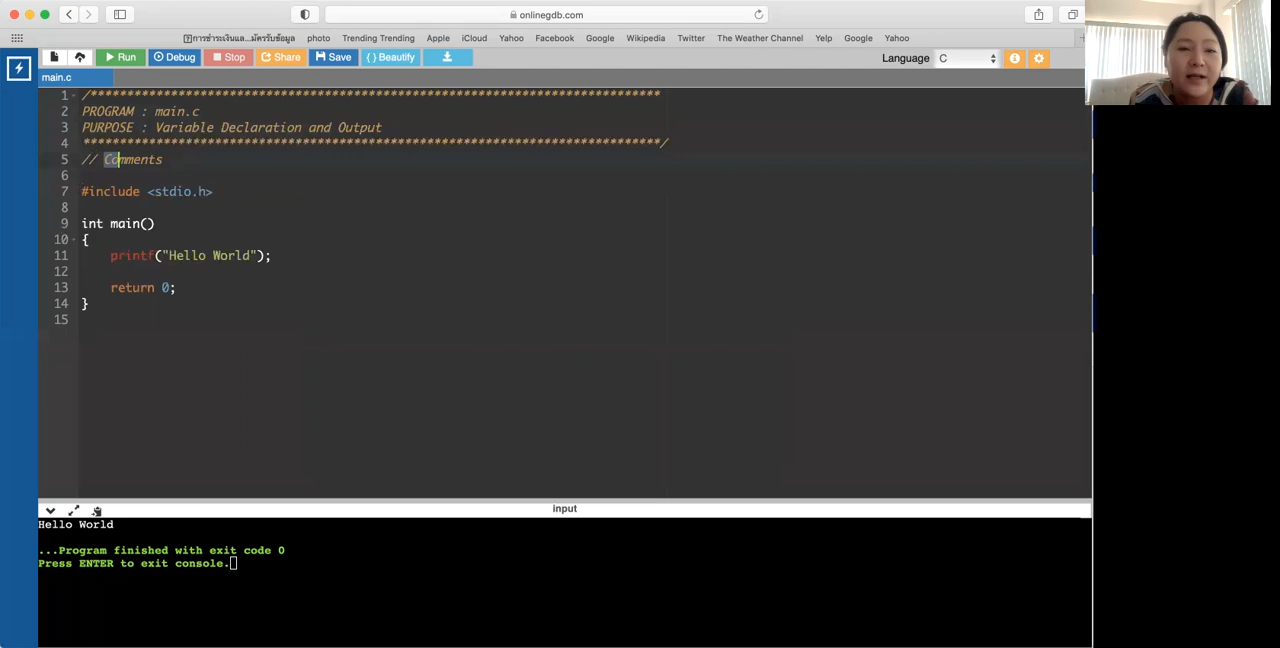 onlinegdb.com
การชำระเงินแล...มัตรรับข้อมูล photo Trending Trending Apple iCloud Yahoo Facebook Google Wikipedia Twitter The Weather Channel Yelp Google Yahoo
Run Debug Stop Share Save { } Beautify Language C
main.c
1 /******************************************************************************
2 PROGRAM : main.c
3 PURPOSE : Variable Declaration and Output
4 *******************************************************************************/
5 // Comments
6
7 #include <stdio.h>
8
9 int main()
10 {
11 printf("Hello World");
12
13 return 0;
14 }
15
input
Hello World
...Program finished with exit code 0
Press ENTER to exit console.